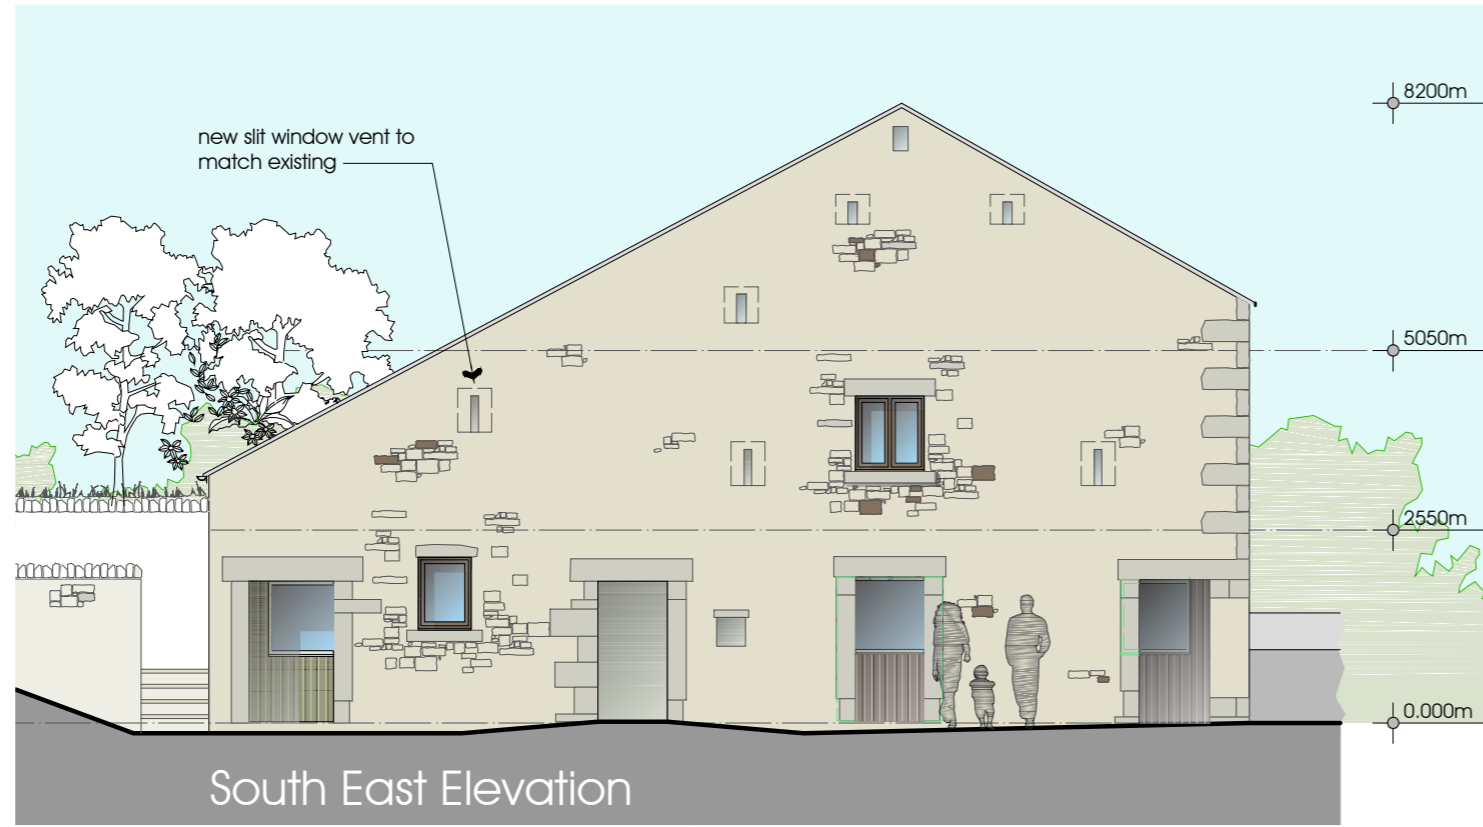 8200m
new slit window vent to
match existing
5050m
2550m
0.000m
South East Elevation